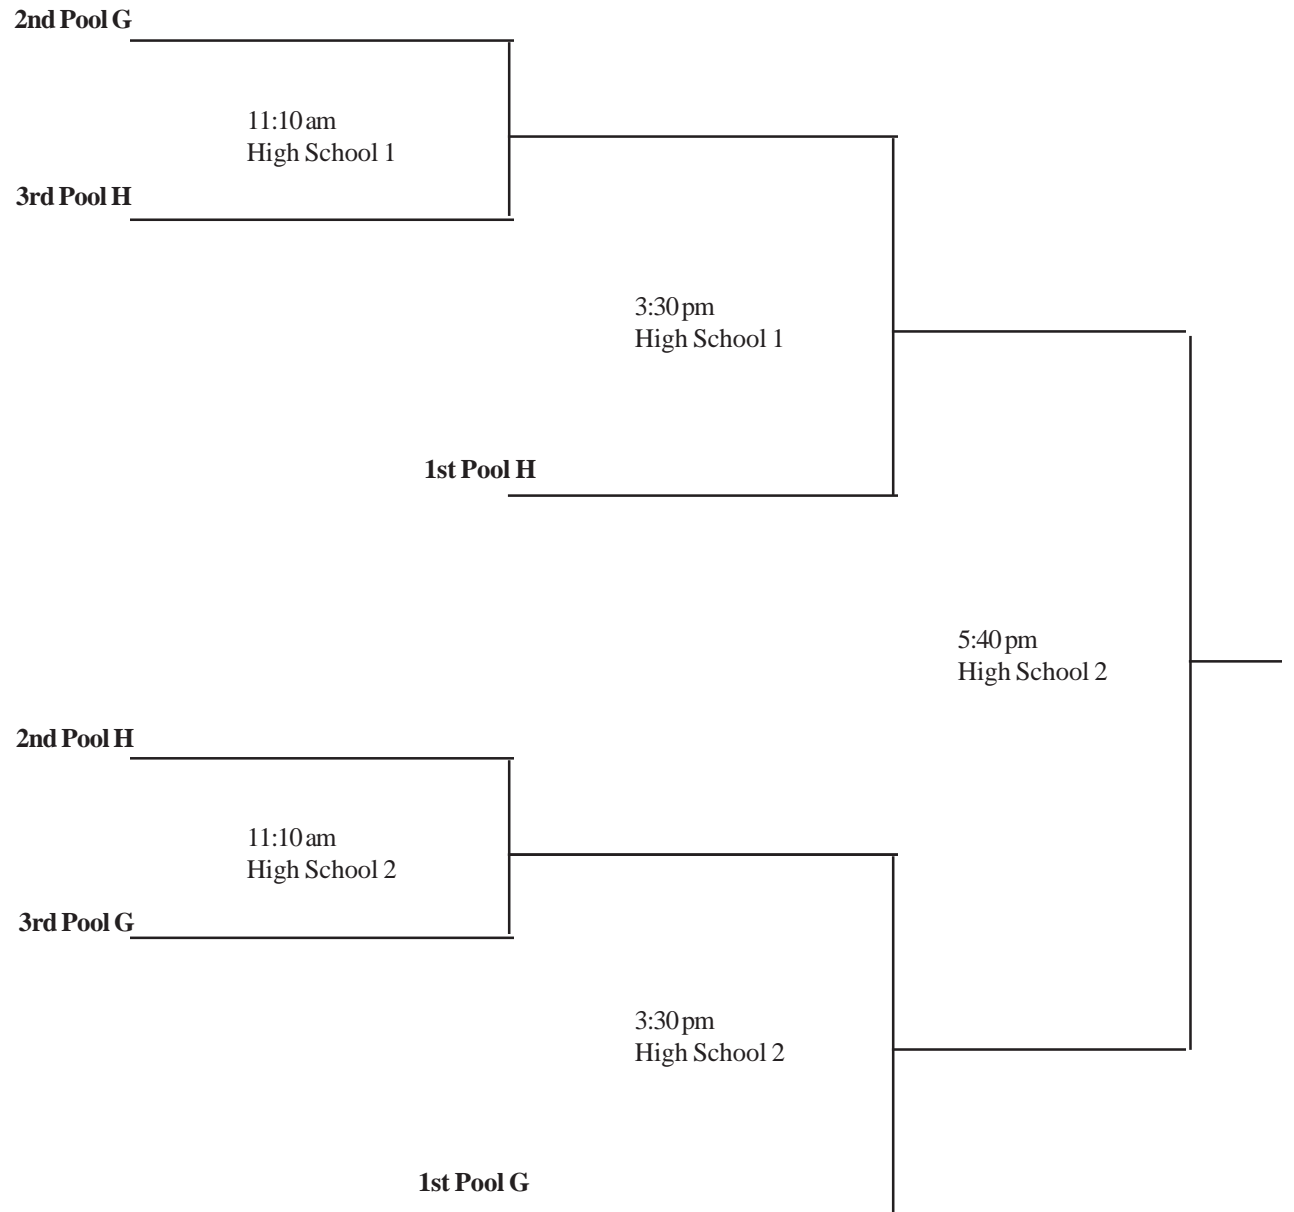 2nd Pool G
11:10 am
High School 1
3rd Pool H
3:30 pm
High School 1
1st Pool H
5:40 pm
High School 2
2nd Pool H
11:10 am
High School 2
3rd Pool G
3:30 pm
High School 2
1st Pool G